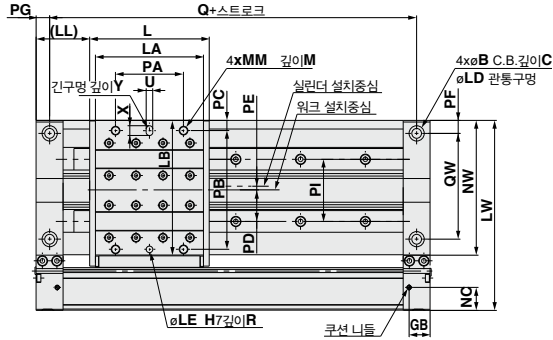 PG
Q+스트로크
(LL)
L
LA
PA
4xMM 깊이M
4xøB C.B.깊이C
øLD 관통구멍
긴구멍 깊이Y
U
X
PC
PE
실린더 설치중심
워크 설치중심
PF
LB
PB
PI
PD
QW
NW
LW
NC
øLE H7깊이R
쿠션 니들
GB